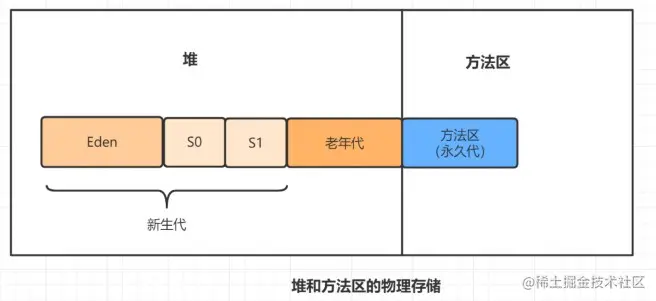 堆
方法区
Eden
S0
S1
老年代
方法区
（永久代）
新生代
堆和方法区的物理存储
@稀土掘金技术社区